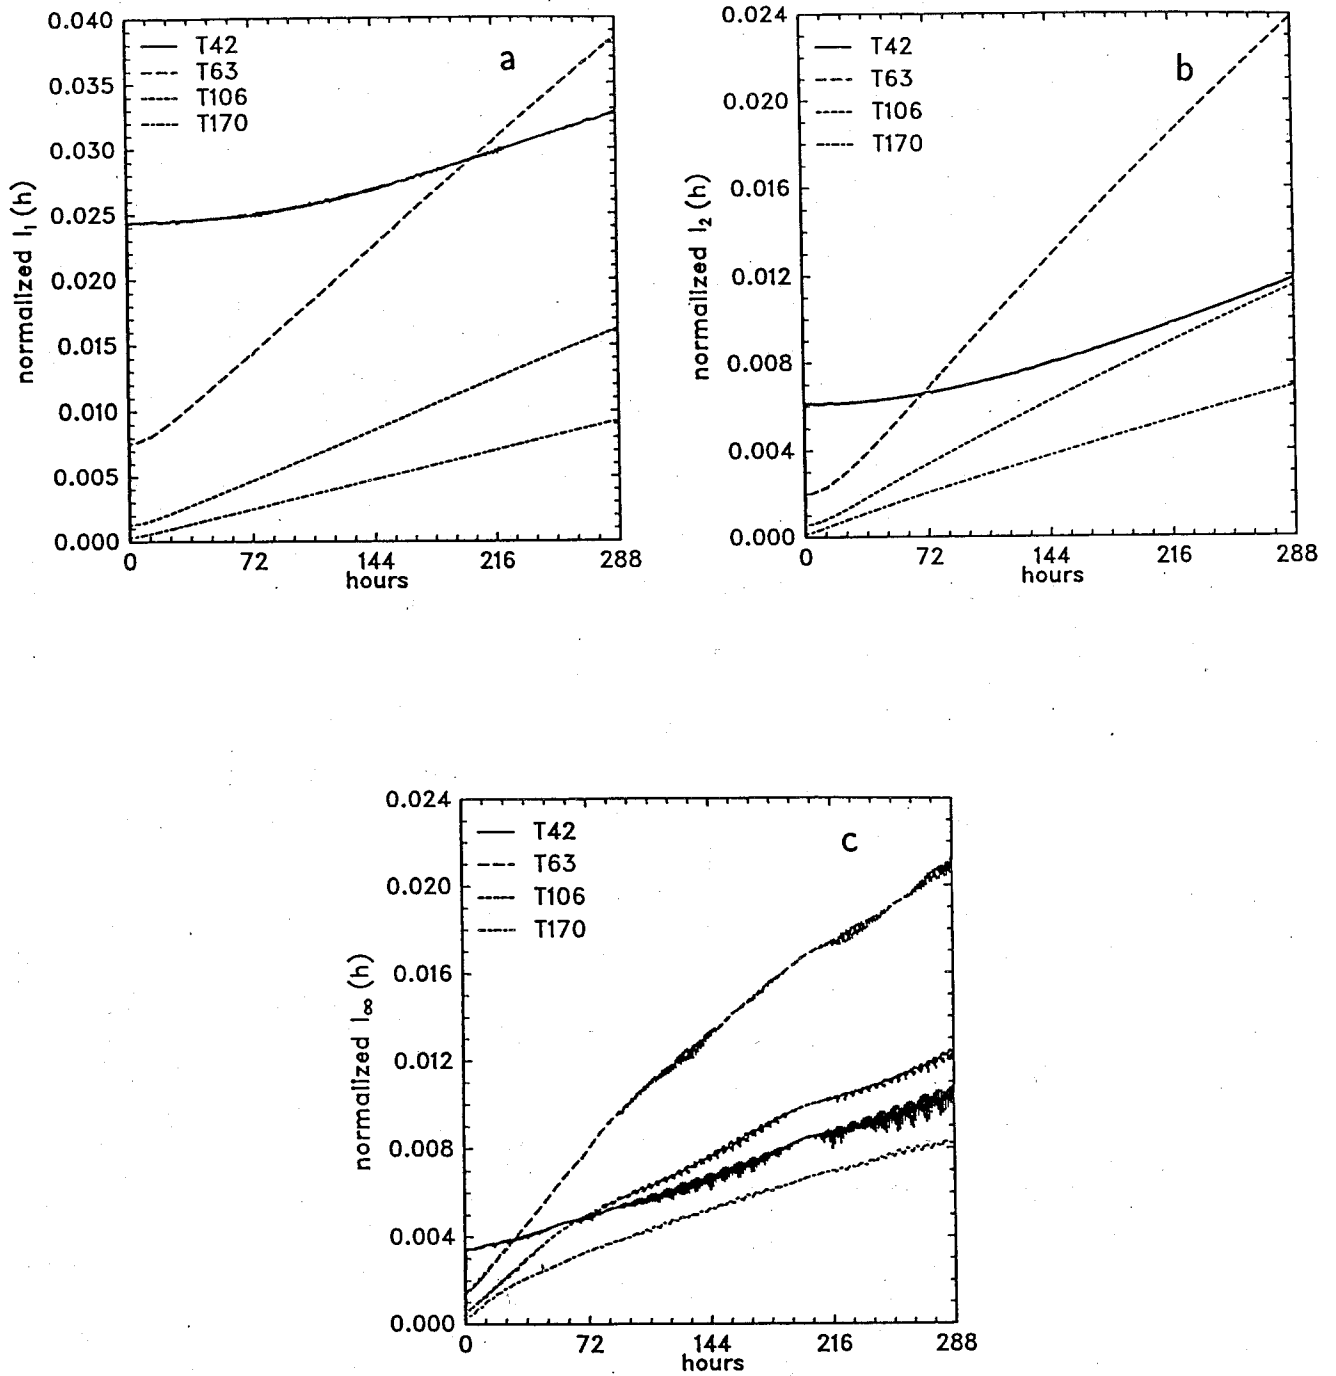 a
T42
T63
T106
T170
0.040
0.035
0.030
0.025
0.020
0.015
0.010
0.005
0.000
normalized l₁ (h)
0 72 144 216 288
hours
b
T42
T63
T106
T170
0.024
0.020
0.016
0.012
0.008
0.004
0.000
normalized l₂ (h)
0 72 144 216 288
hours
c
T42
T63
T106
T170
0.024
0.020
0.016
0.012
0.008
0.004
0.000
normalized l∞ (h)
0 72 144 216 288
hours